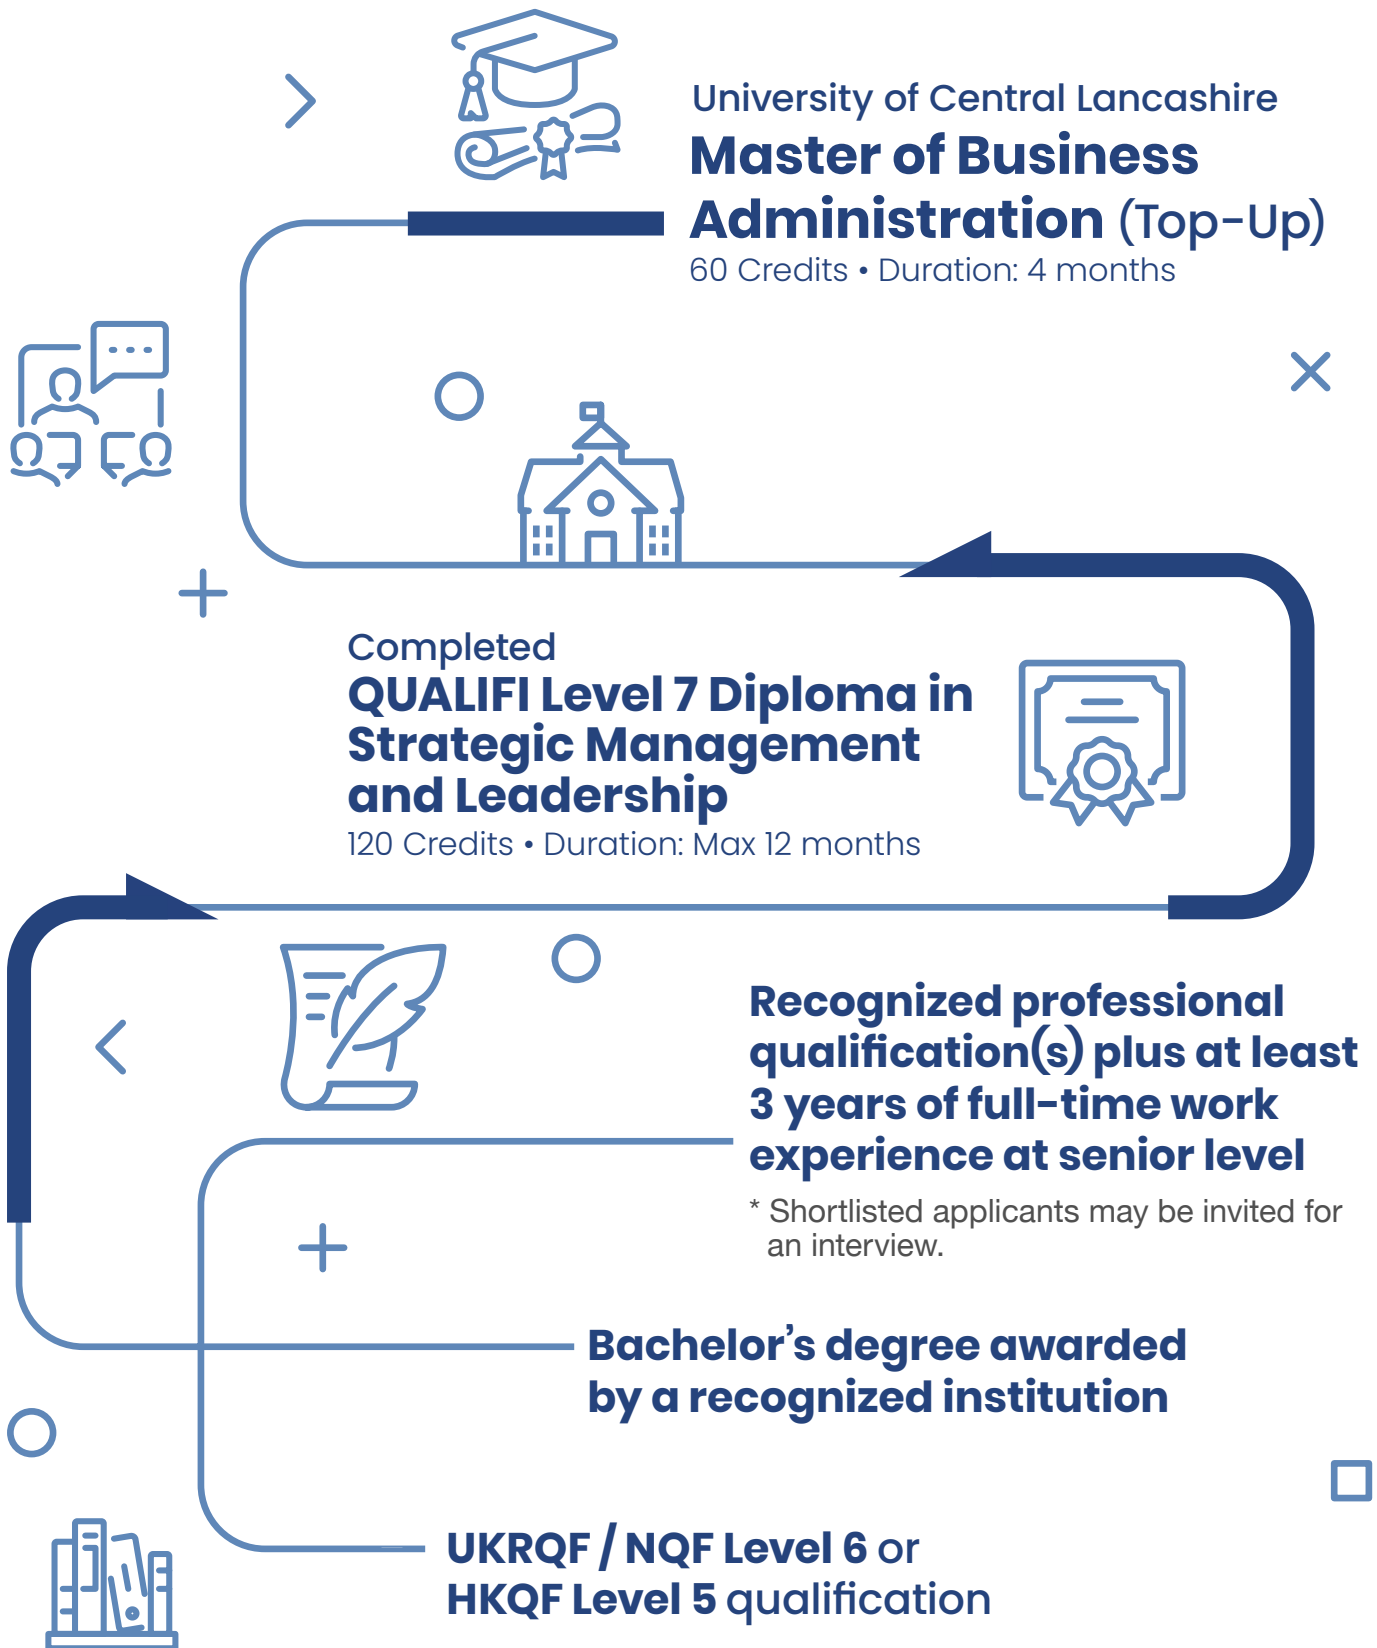 University of Central Lancashire
Master of Business
Administration (Top-Up)
60 Credits • Duration: 4 months
Completed
QUALIFI Level 7 Diploma in
Strategic Management
and Leadership
120 Credits • Duration: Max 12 months
Recognized professional
qualification(s) plus at least
3 years of full-time work
experience at senior level
* Shortlisted applicants may be invited for
an interview.
Bachelor’s degree awarded
by a recognized institution
UKRQF / NQF Level 6 or
HKQF Level 5 qualification